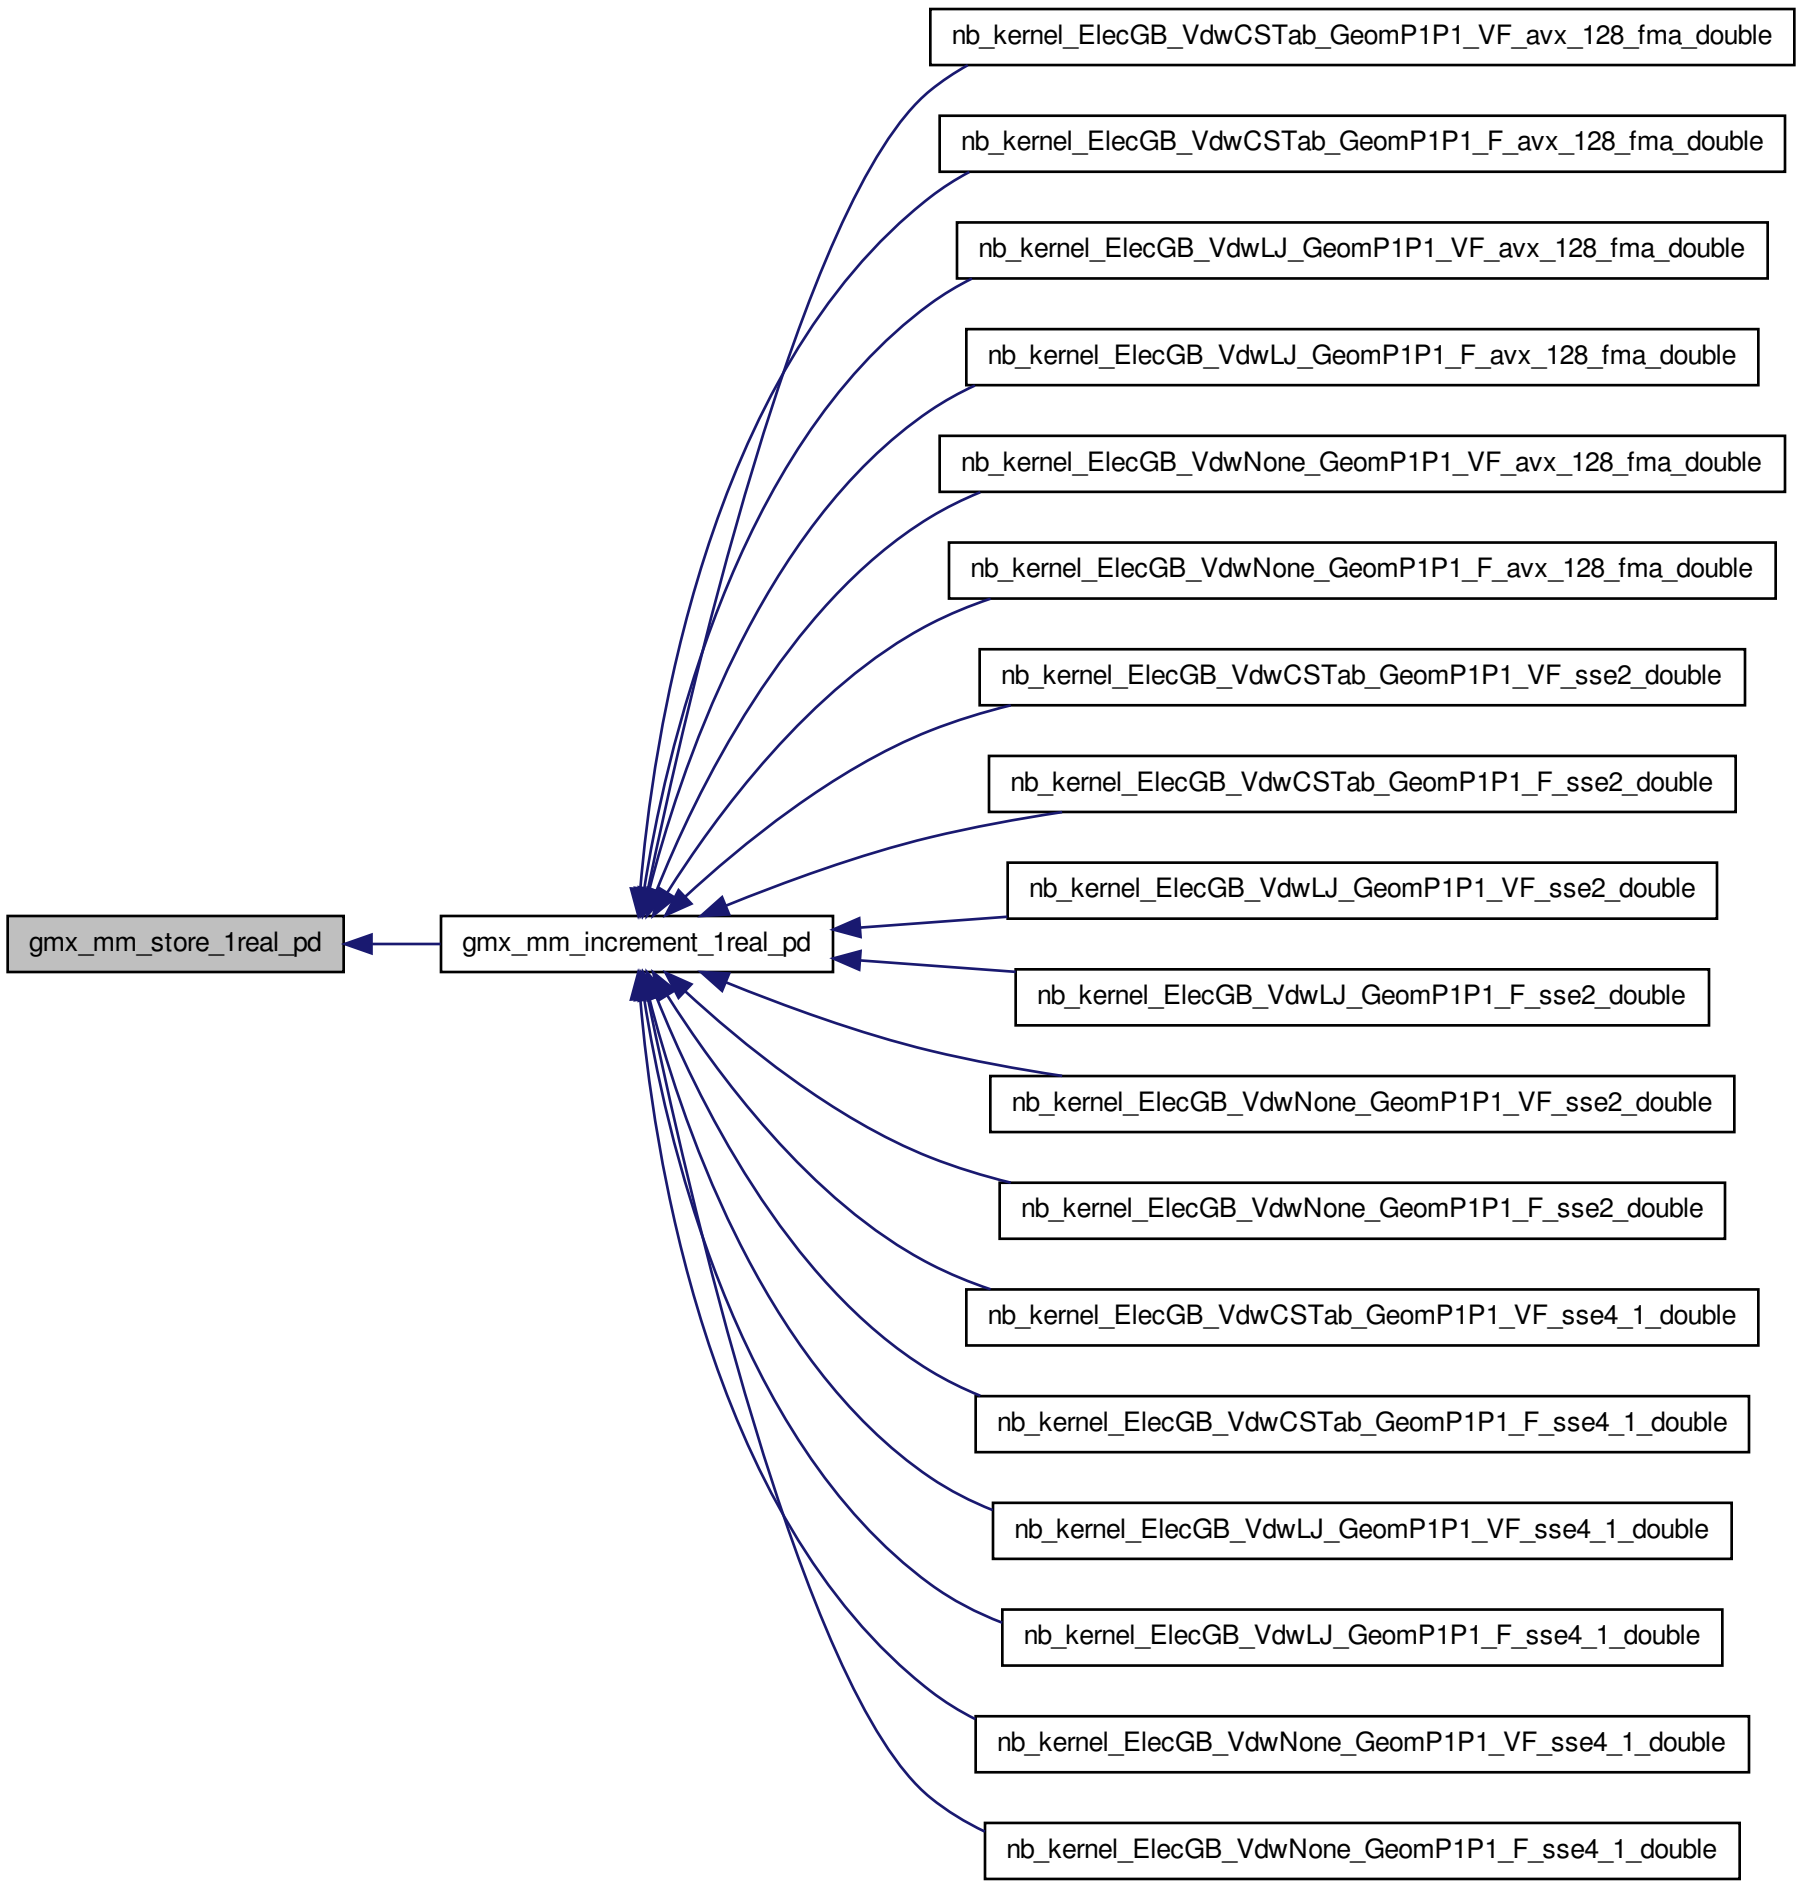 nb_kernel_ElecGB_VdwCSTab_GeomP1P1_VF_avx_128_fma_double
nb_kernel_ElecGB_VdwCSTab_GeomP1P1_F_avx_128_fma_double
nb_kernel_ElecGB_VdwLJ_GeomP1P1_VF_avx_128_fma_double
nb_kernel_ElecGB_VdwLJ_GeomP1P1_F_avx_128_fma_double
nb_kernel_ElecGB_VdwNone_GeomP1P1_VF_avx_128_fma_double
nb_kernel_ElecGB_VdwNone_GeomP1P1_F_avx_128_fma_double
nb_kernel_ElecGB_VdwCSTab_GeomP1P1_VF_sse2_double
nb_kernel_ElecGB_VdwCSTab_GeomP1P1_F_sse2_double
nb_kernel_ElecGB_VdwLJ_GeomP1P1_VF_sse2_double
gmx_mm_store_1real_pd
gmx_mm_increment_1real_pd
nb_kernel_ElecGB_VdwLJ_GeomP1P1_F_sse2_double
nb_kernel_ElecGB_VdwNone_GeomP1P1_VF_sse2_double
nb_kernel_ElecGB_VdwNone_GeomP1P1_F_sse2_double
nb_kernel_ElecGB_VdwCSTab_GeomP1P1_VF_sse4_1_double
nb_kernel_ElecGB_VdwCSTab_GeomP1P1_F_sse4_1_double
nb_kernel_ElecGB_VdwLJ_GeomP1P1_VF_sse4_1_double
nb_kernel_ElecGB_VdwLJ_GeomP1P1_F_sse4_1_double
nb_kernel_ElecGB_VdwNone_GeomP1P1_VF_sse4_1_double
nb_kernel_ElecGB_VdwNone_GeomP1P1_F_sse4_1_double